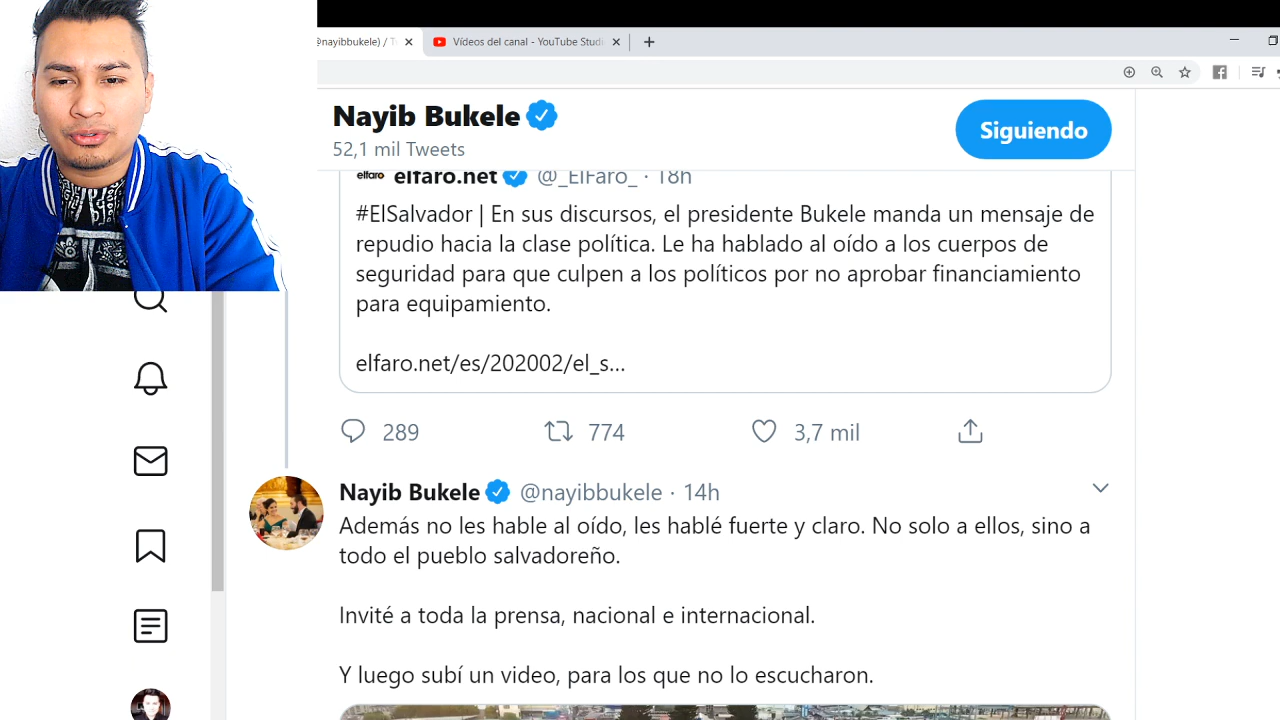 @nayibbukele) / Tw
Vídeos del canal - YouTube Studi
Nayib Bukele
52,1 mil Tweets
Siguiendo
elfaro elfaro.net @_ElFaro_ · 18h
#ElSalvador | En sus discursos, el presidente Bukele manda un mensaje de
repudio hacia la clase política. Le ha hablado al oído a los cuerpos de
seguridad para que culpen a los políticos por no aprobar financiamiento
para equipamiento.
elfaro.net/es/202002/el_s...
289 774 3,7 mil
Nayib Bukele @nayibbukele · 14h
Además no les hable al oído, les hablé fuerte y claro. No solo a ellos, sino a
todo el pueblo salvadoreño.
Invité a toda la prensa, nacional e internacional.
Y luego subí un video, para los que no lo escucharon.